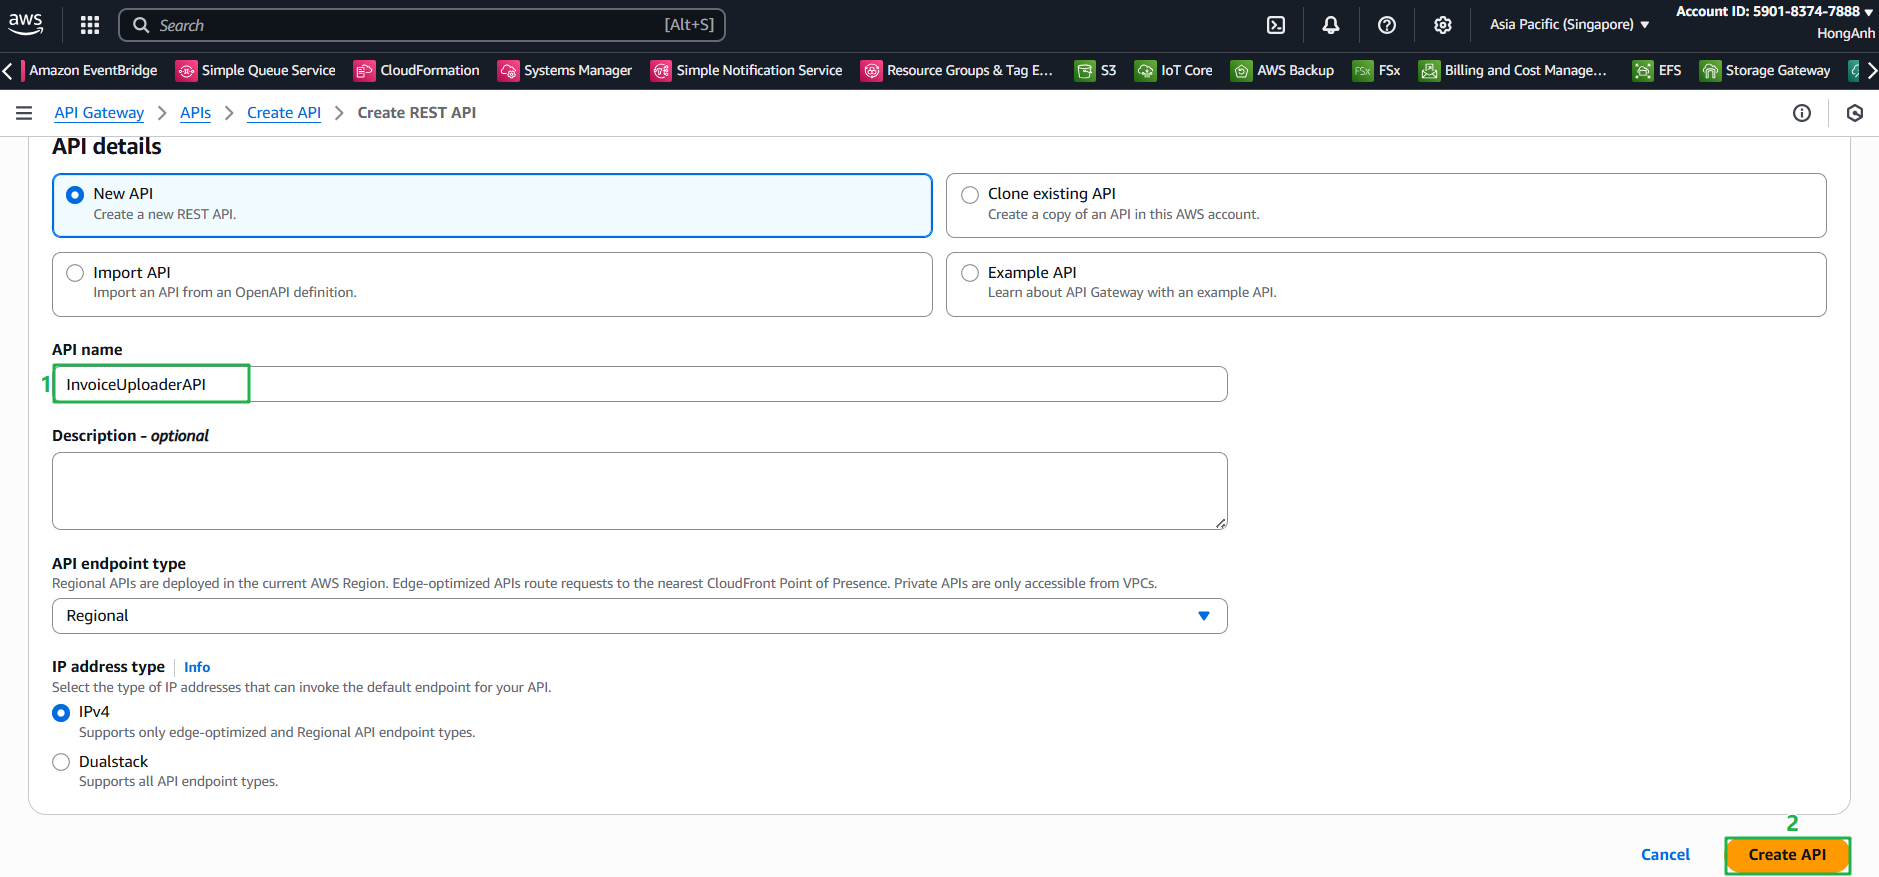 aws
Search
[Alt+S]
Asia Pacific (Singapore)
Account ID: 5901-8374-7888
HongAnh
Amazon EventBridge
Simple Queue Service
CloudFormation
Systems Manager
Simple Notification Service
Resource Groups & Tag E...
S3
IoT Core
AWS Backup
FSx
FSx
Billing and Cost Manage...
EFS
Storage Gateway
API Gateway
APIs
Create API
Create REST API
API details
New API
Create a new REST API.
Clone existing API
Create a copy of an API in this AWS account.
Import API
Import an API from an OpenAPI definition.
Example API
Learn about API Gateway with an example API.
API name
1
InvoiceUploaderAPI
Description - optional
API endpoint type
Regional APIs are deployed in the current AWS Region. Edge-optimized APIs route requests to the nearest CloudFront Point of Presence. Private APIs are only accessible from VPCs.
Regional
IP address type
Info
Select the type of IP addresses that can invoke the default endpoint for your API.
IPv4
Supports only edge-optimized and Regional API endpoint types.
Dualstack
Supports all API endpoint types.
2
Cancel
Create API